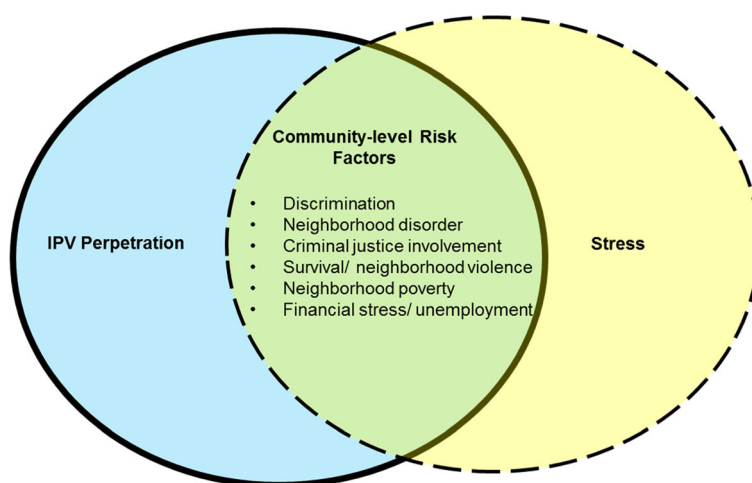 Community-level Risk
Factors
• Discrimination
• Neighborhood disorder
IPV Perpetration
• Criminal justice involvement
Stress
• Survival/ neighborhood violence
• Neighborhood poverty
• Financial stress/ unemployment